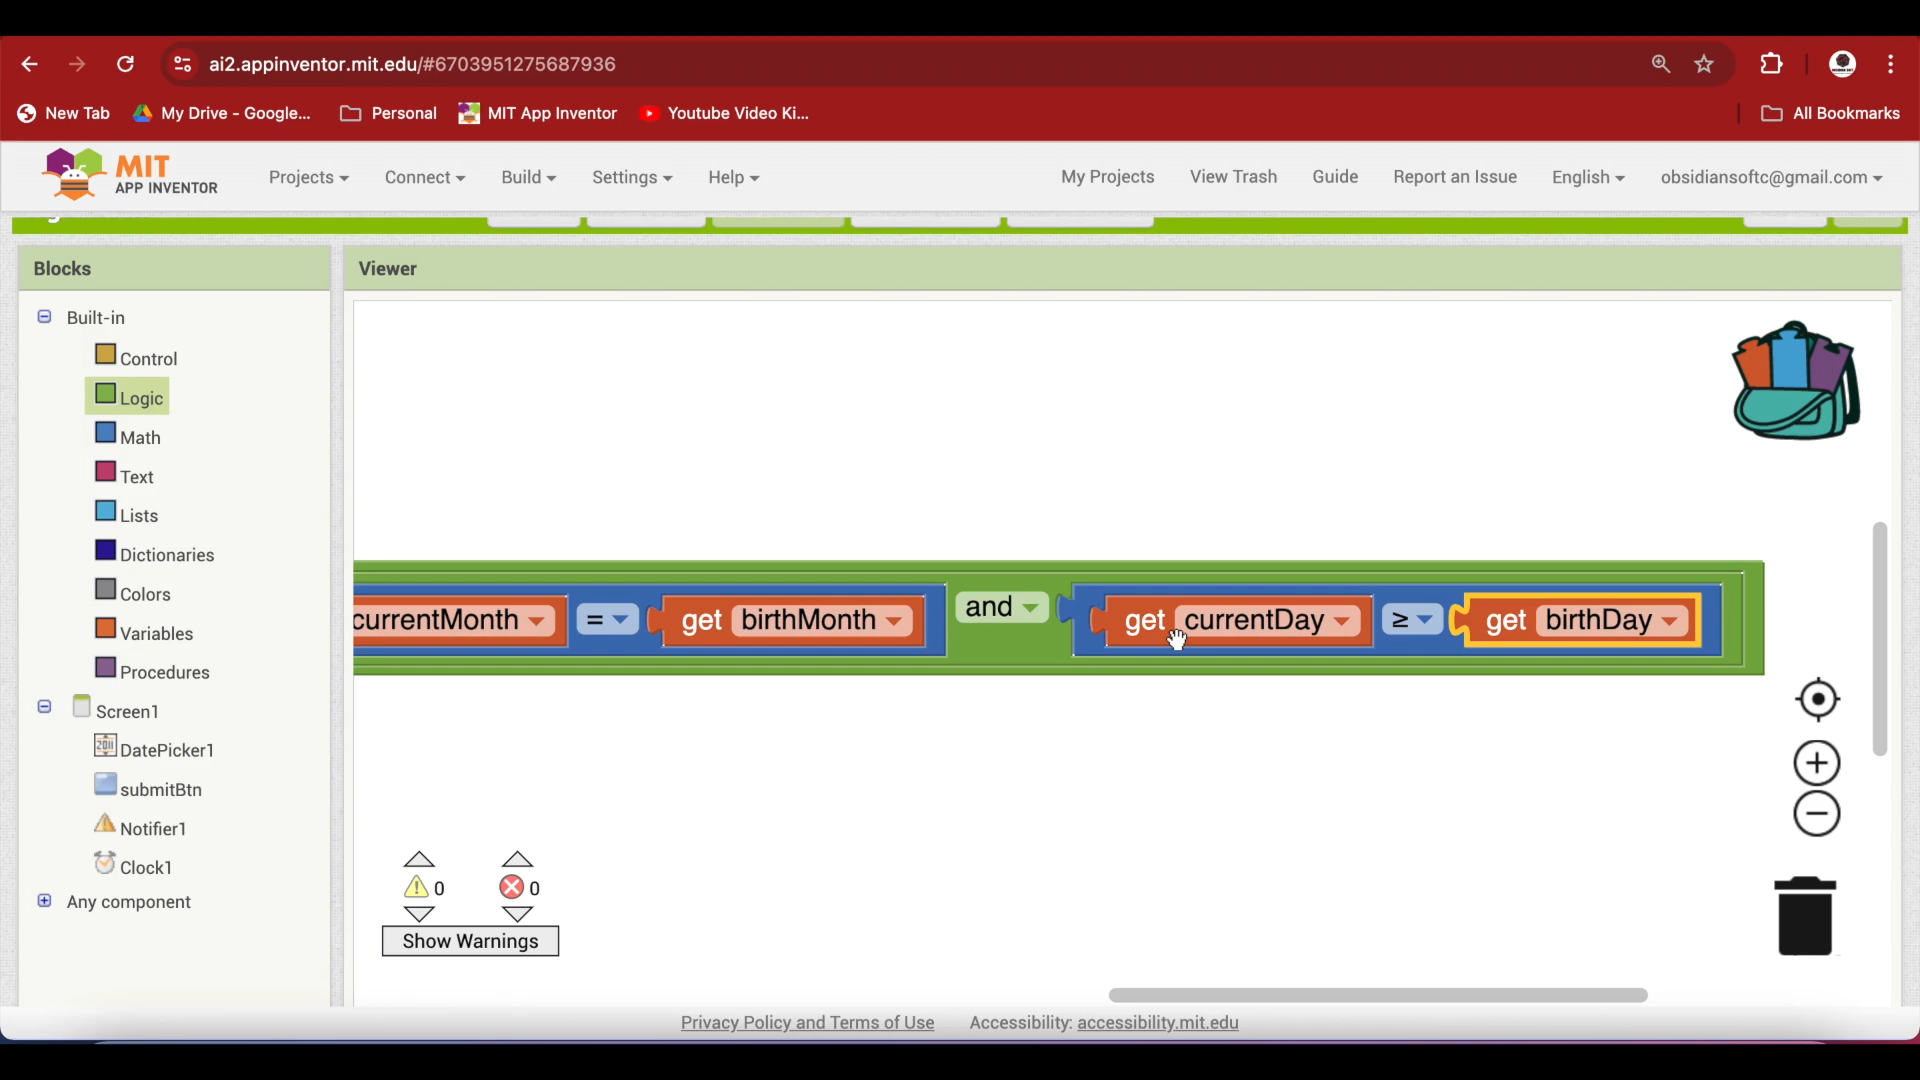 ai2.appinventor.mit.edu/#6703951275687936
New Tab
My Drive - Google...
Personal
MIT App Inventor
Youtube Video Ki...
All Bookmarks
MIT
APP INVENTOR
Projects
Connect
Build
Settings
Help
My Projects
View Trash
Guide
Report an Issue
English
obsidiansoftc@gmail.com
Blocks
Viewer
Built-in
Control
Logic
Math
Text
Lists
Dictionaries
Colors
Variables
Procedures
Screen1
DatePicker1
submitBtn
Notifier1
Clock1
Any component
currentMonth = get birthMonth and get currentDay ≥ get birthDay
0 0
Show Warnings
Privacy Policy and Terms of Use
Accessibility: accessibility.mit.edu